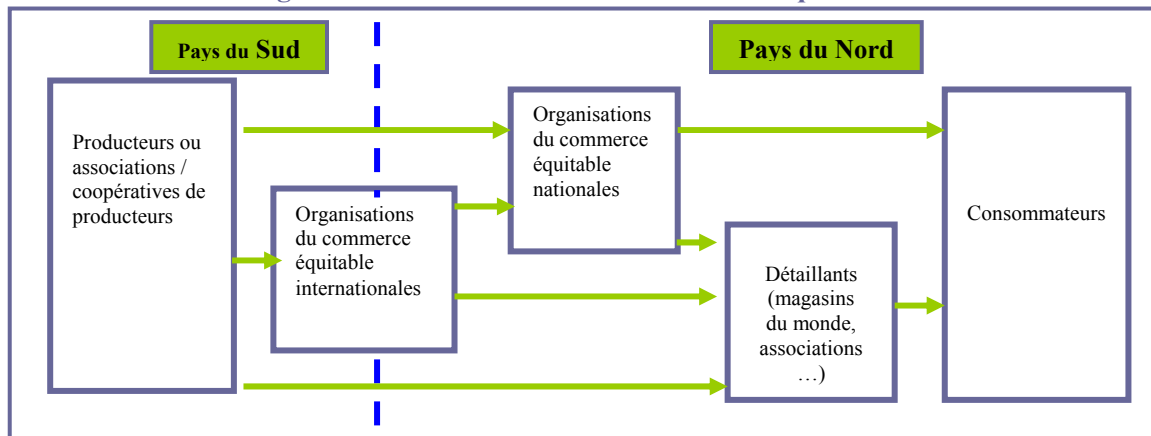 Pays du Sud
Pays du Nord
Producteurs ou
associations /
coopératives de
producteurs
Organisations
du commerce
équitable
internationales
Organisations
du commerce
équitable
nationales
Détaillants
(magasins
du monde,
associations
…)
Consommateurs